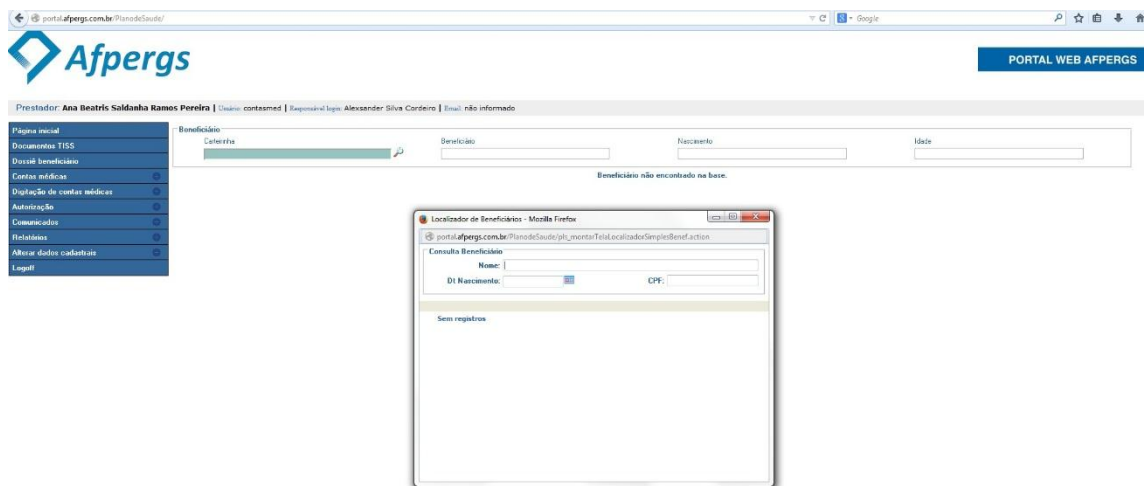 portal.afpergs.com.br/PlanodeSaude/
Google
Afpergs
PORTAL WEB AFPERGS
Prestador: Ana Beatris Saldanha Ramos Pereira | Usuário: contasmed | Responsável login: Alexsander Silva Cordeiro | Email: não informado
Página inicial
Documentos TISS
Dossiê beneficiário
Contas médicas
Digitação de contas médicas
Autorização
Comunicados
Relatórios
Alterar dados cadastrais
Logoff
Beneficiário
Carteirinha Beneficiário Nascimento Idade
Beneficiário não encontrado na base.
Localizador de Beneficiários - Mozilla Firefox
portal.afpergs.com.br/PlanodeSaude/pls_montarTelaLocalizadorSimplesBenef.action
Consulta Beneficiário
Nome:
Dt Nascimento: CPF:
Sem registros